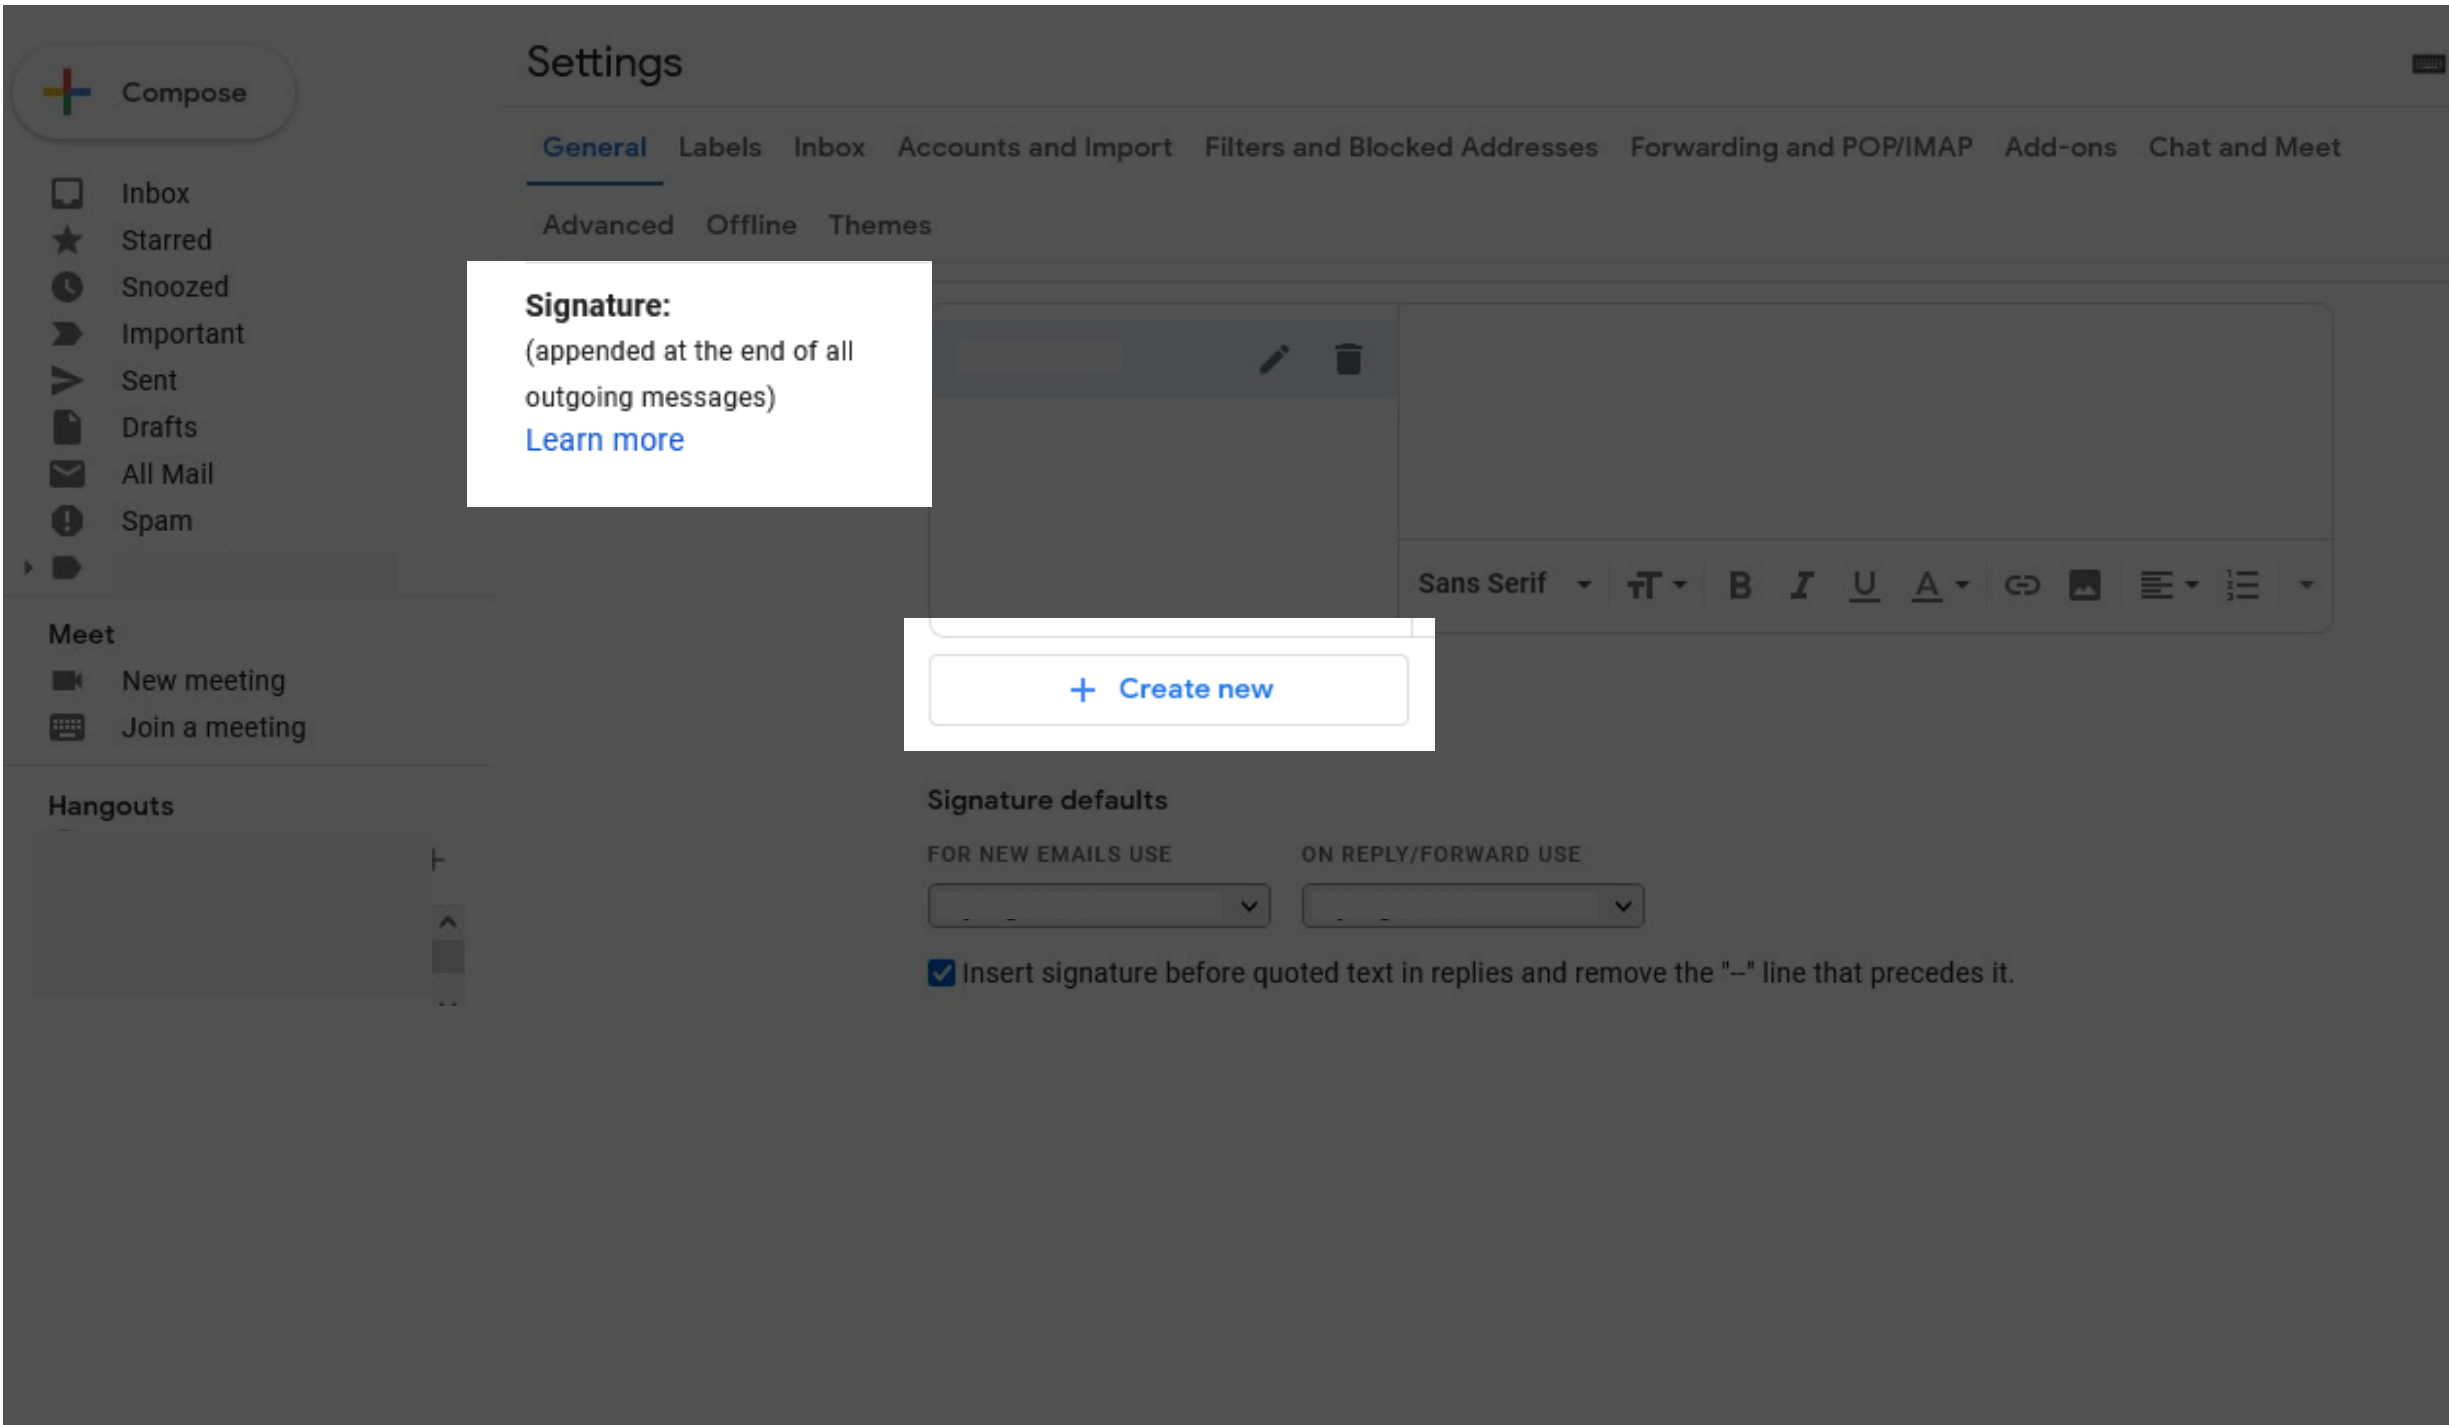 Compose
Inbox
Starred
Snoozed
Important
Sent
Drafts
All Mail
Spam
Meet
New meeting
Join a meeting
Hangouts
Settings
General Labels Inbox Accounts and Import Filters and Blocked Addresses Forwarding and POP/IMAP Add-ons Chat and Meet
Advanced Offline Themes
Signature:
(appended at the end of all
outgoing messages)
Learn more
Sans Serif
Create new
Signature defaults
FOR NEW EMAILS USE ON REPLY/FORWARD USE
Insert signature before quoted text in replies and remove the "--" line that precedes it.